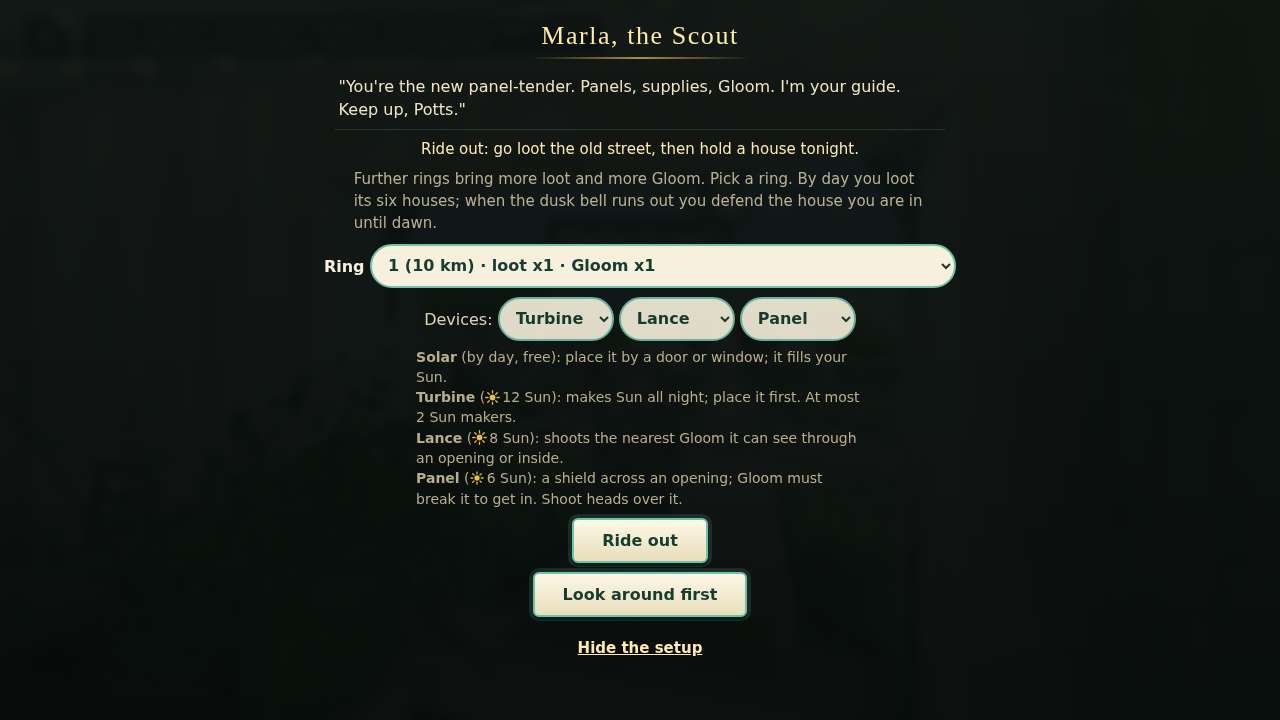 Marla, the Scout
"You're the new panel-tender. Panels, supplies, Gloom. I'm your guide.
Keep up, Potts."
Ride out: go loot the old street, then hold a house tonight.
Further rings bring more loot and more Gloom. Pick a ring. By day you loot
its six houses; when the dusk bell runs out you defend the house you are in
until dawn.
Ring 1 (10 km) · loot x1 · Gloom x1
Devices: Turbine Lance Panel
Solar (by day, free): place it by a door or window; it fills your
Sun.
Turbine (☀12 Sun): makes Sun all night; place it first. At most
2 Sun makers.
Lance (☀8 Sun): shoots the nearest Gloom it can see through
an opening or inside.
Panel (☀6 Sun): a shield across an opening; Gloom must
break it to get in. Shoot heads over it.
Ride out
Look around first
Hide the setup